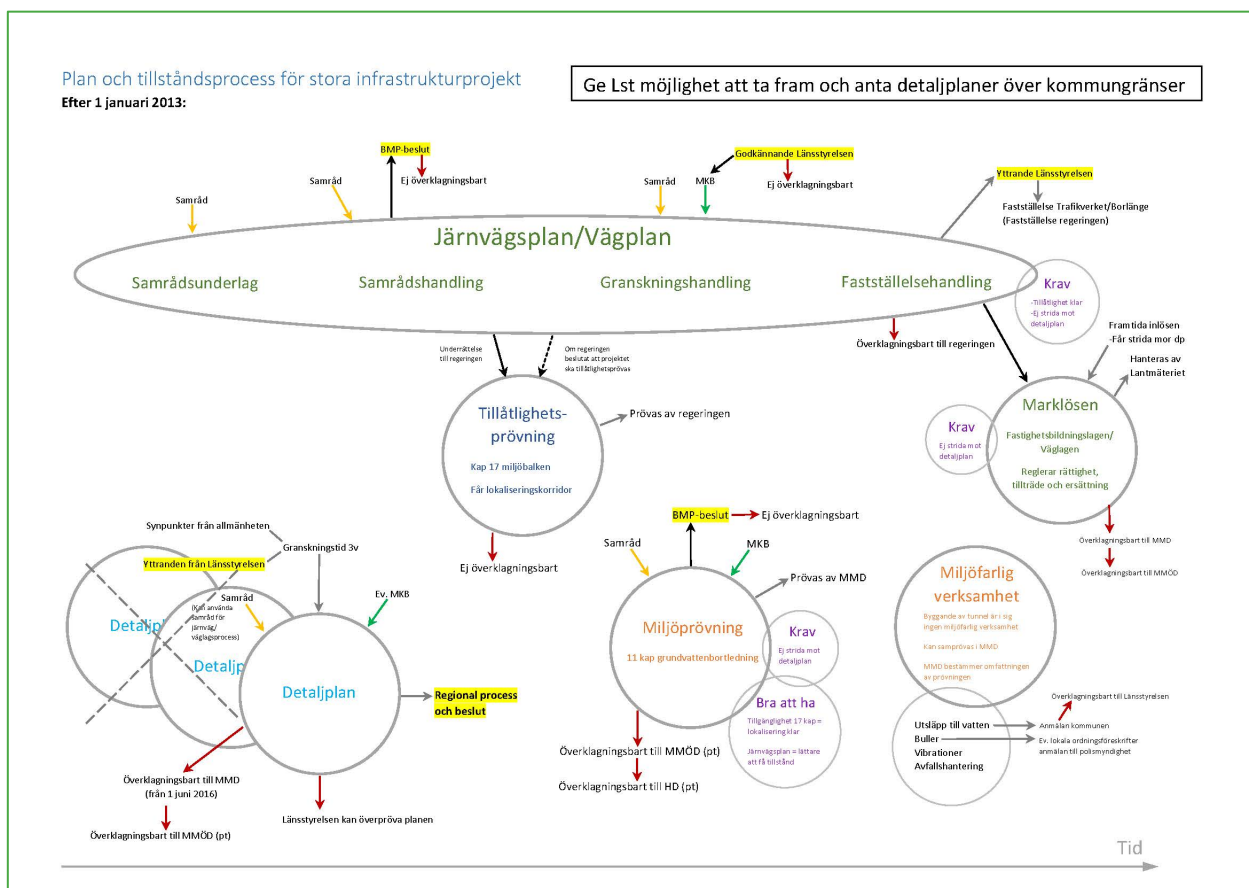 Plan och tillståndsprocess för stora infrastrukturprojekt
Efter 1 januari 2013:
Ge Lst möjlighet att ta fram och anta detaljplaner över kommungränser
Samråd
Samråd
BMP-beslut
Ej överklagningsbart
Samråd
MKB
Godkännande Länsstyrelsen
Ej överklagningsbart
Yttrande Länsstyrelsen
Fastställelse Trafikverket/Borlänge
(Fastställelse regeringen)
Järnvägsplan/Vägplan
Samrådsunderlag
Samrådshandling
Granskningshandling
Fastställelsehandling
Krav
-Tillåtlighet klar
-Ej strida mot
detaljplan
Underrättelse
till regeringen
Om regeringen
beslutat att projektet
ska tillåtlighetsprövas
Överklagningsbart till regeringen
Framtida inlösen
-Får strida mor dp
Hanteras av
Lantmäteriet
Tillåtlighets-
prövning
Kap 17 miljöbalken
Får lokaliseringskorridor
Prövas av regeringen
Ej överklagningsbart
Krav
Ej strida mot
detaljplan
Marklösen
Fastighetsbildningslagen/
Väglagen
Reglerar rättighet,
tillträde och ersättning
Överklagningsbart till MMD
Överklagningsbart till MMÖD
Synpunkter från allmänheten
Granskningstid 3v
Yttranden från Länsstyrelsen
Samråd
(Kan använda
samråd för
järnväg/
väglagsprocess)
Ev. MKB
Detaljpl
Detaljp
Detaljplan
Regional process
och beslut
Överklagningsbart till MMD
(från 1 juni 2016)
Överklagningsbart till MMÖD (pt)
Länsstyrelsen kan överpröva planen
BMP-beslut
Ej överklagningsbart
Samråd
MKB
Prövas av MMD
Miljöprövning
11 kap grundvattenbortledning
Krav
Ej strida mot
detaljplan
Bra att ha
Tillgänglighet 17 kap =
lokalisering klar
Järnvägsplan = lättare
att få tillstånd
Överklagningsbart till MMÖD (pt)
Överklagningsbart till HD (pt)
Miljöfarlig
verksamhet
Byggande av tunnel är i sig
ingen miljöfarlig verksamhet
Kan samprövas i MMD
MMD bestämmer omfattningen
av prövningen
Utsläpp till vatten
Buller
Vibrationer
Avfallshantering
Överklagningsbart till Länsstyrelsen
Anmälan kommunen
Ev. lokala ordningsföreskrifter
anmälan till polismyndighet
Tid